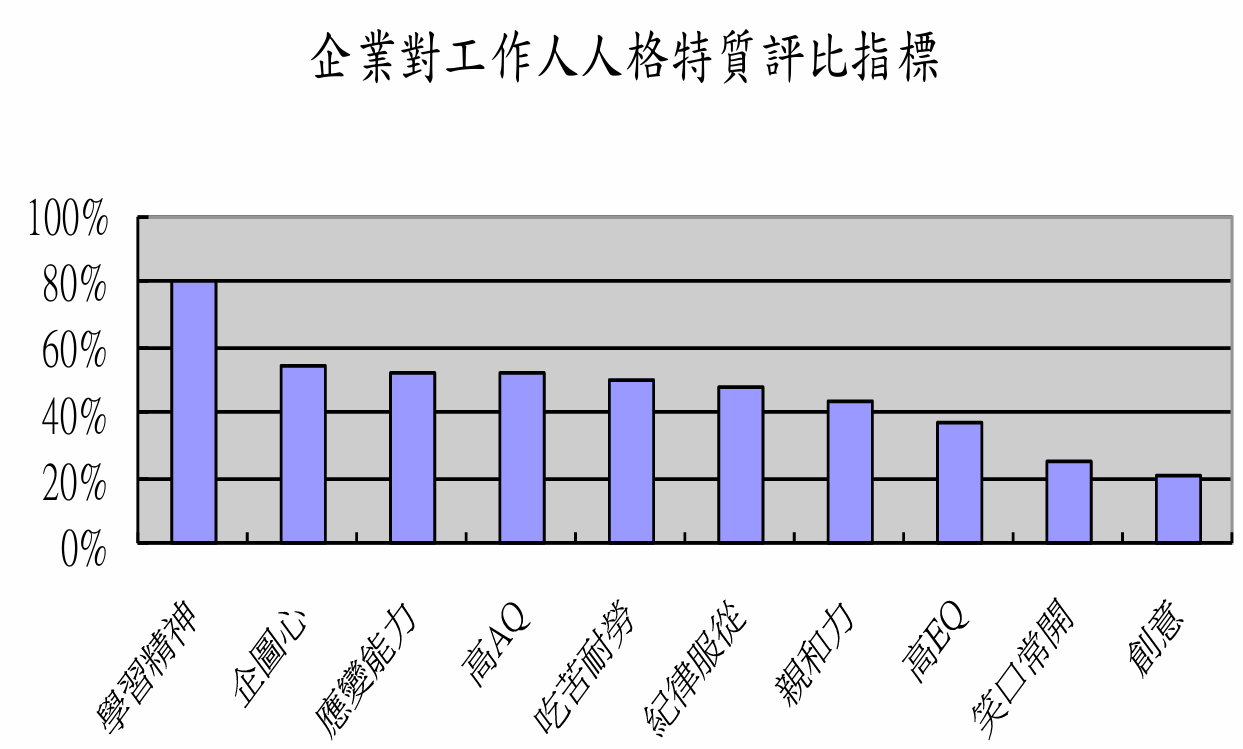 企業對工作人人格特質評比指標
100%
80%
60%
40%
20%
0%
學習精神
企圖心
應變能力
高AQ
吃苦耐勞
紀律服從
親和力
高EQ
笑口常開
創意